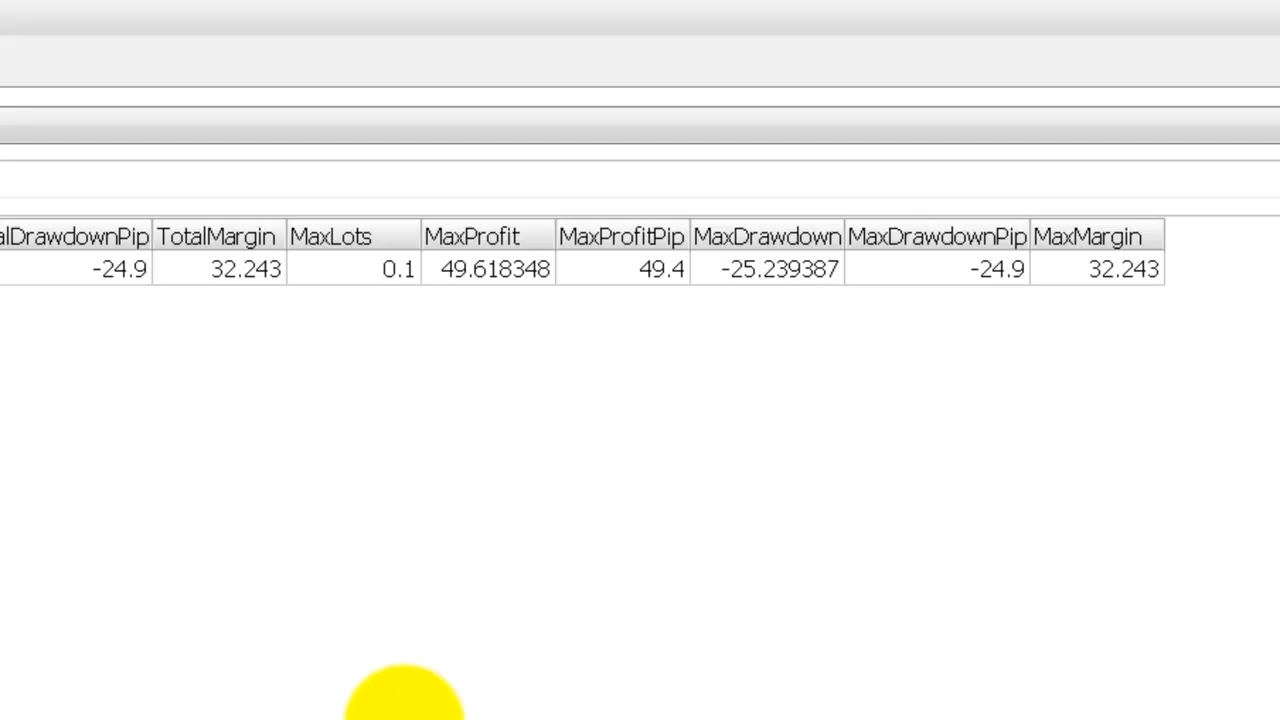 alDrawdownPip TotalMargin MaxLots MaxProfit MaxProfitPip MaxDrawdown MaxDrawdownPip MaxMargin
-24.9 32.243 0.1 49.618348 49.4 -25.239387 -24.9 32.243